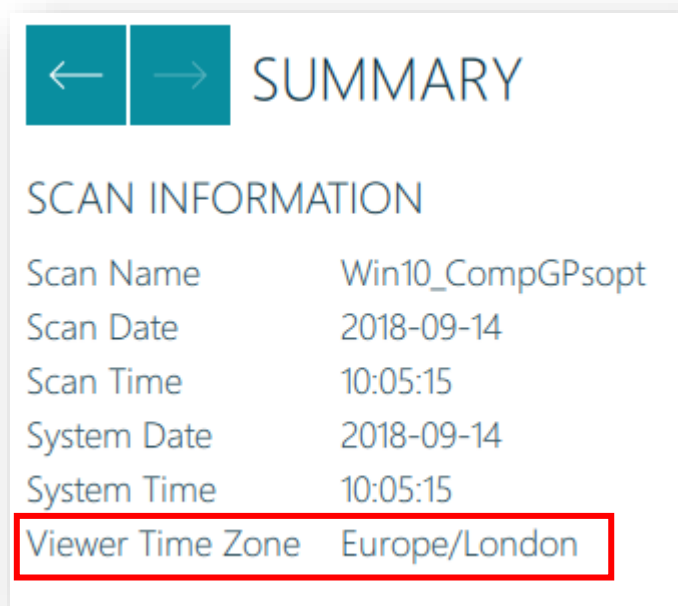 SUMMARY
SCAN INFORMATION
Scan Name Win10_CompGPsopt
Scan Date 2018-09-14
Scan Time 10:05:15
System Date 2018-09-14
System Time 10:05:15
Viewer Time Zone Europe/London